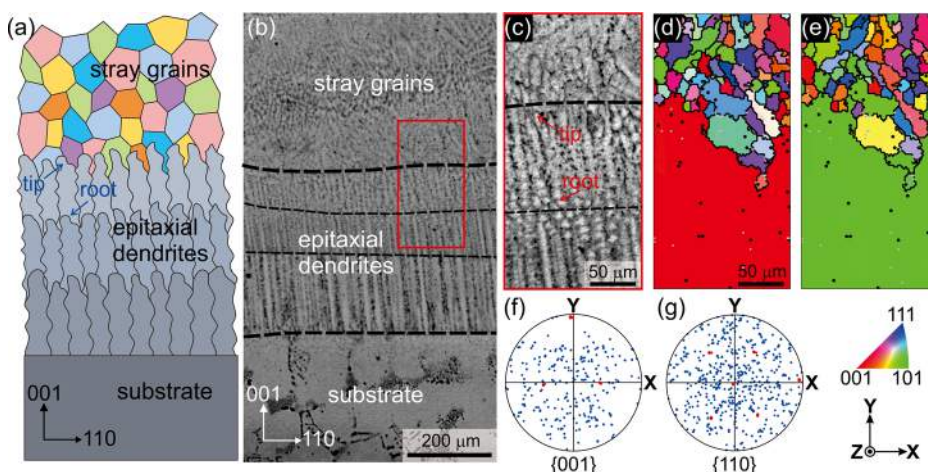 (a)
stray grains
tip
root
epitaxial
dendrites
substrate
001
110
(b)
stray grains
epitaxial
dendrites
substrate
001
110
200 μm
(c)
tip
root
50 μm
(d)
50 μm
(e)
(f)
Y
X
{001}
(g)
Y
X
{110}
111
001
101
Y
Z
X